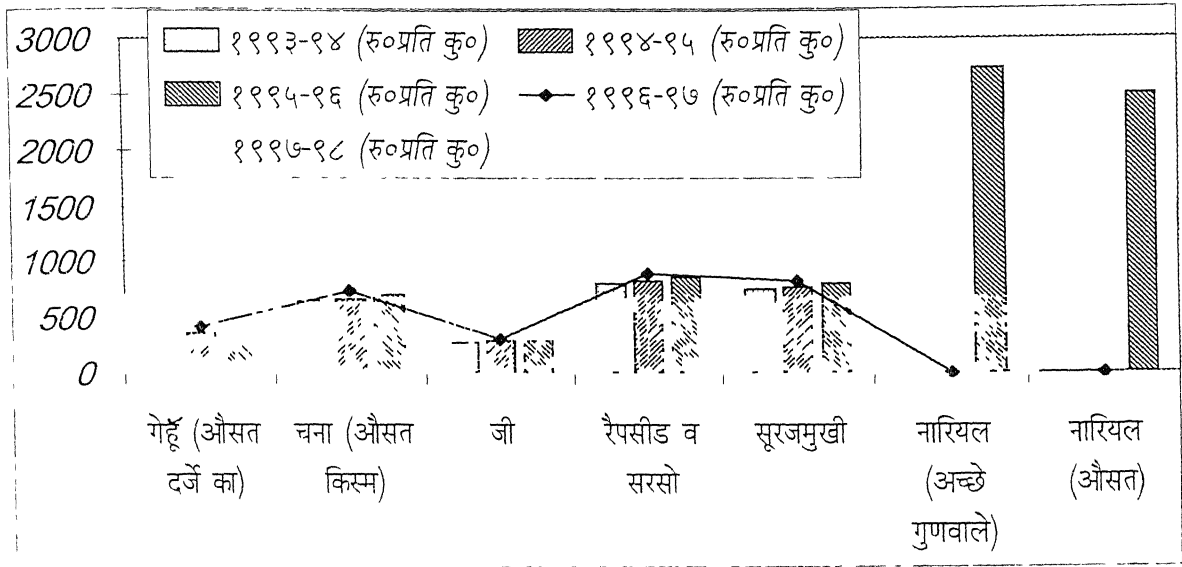 3000
2500
2000
1500
1000
500
0
१९९३-९४ (रु०प्रति कु०)
१९९४-९५ (रु०प्रति कु०)
१९९५-९६ (रु०प्रति कु०)
१९९६-९७ (रु०प्रति कु०)
१९९७-९८ (रु०प्रति कु०)
गेहूँ (औसत
दर्जे का)
चना (औसत
किस्म)
जी
रैपसीड व
सरसो
सूरजमुखी
नारियल
(अच्छे
गुणवाले)
नारियल
(औसत)